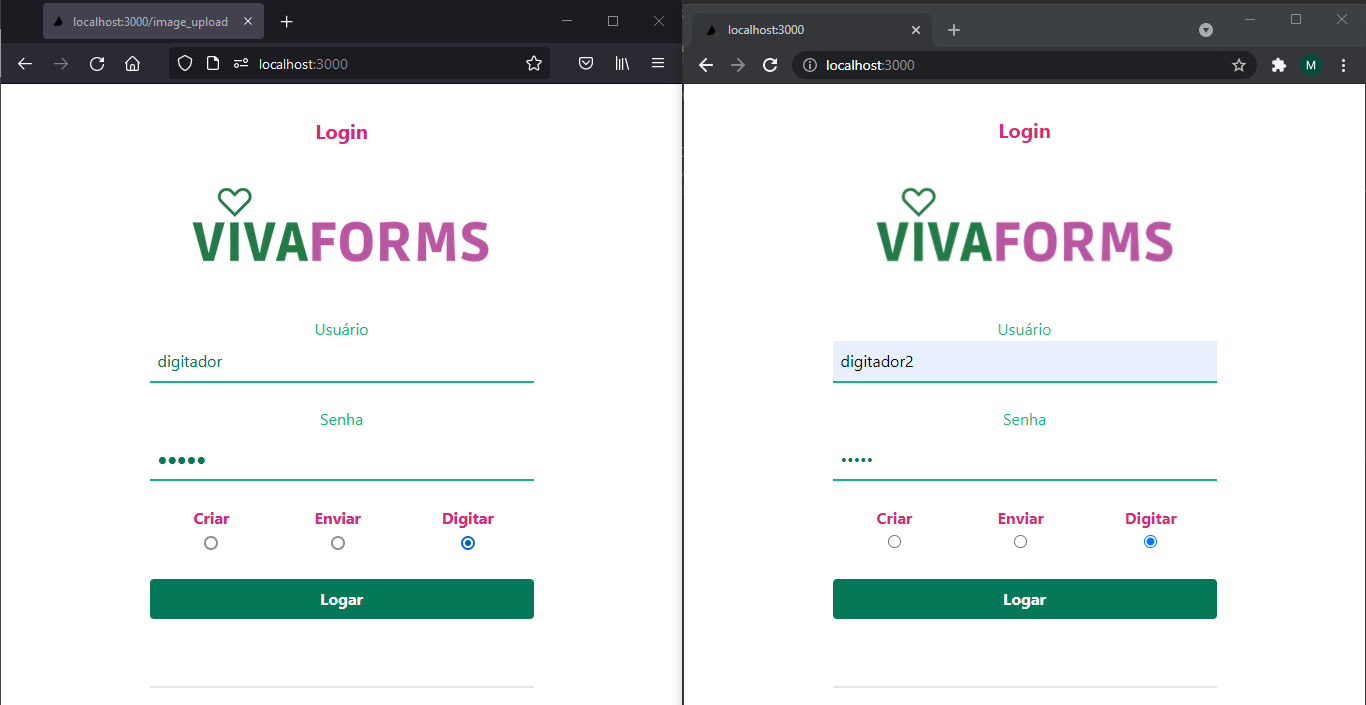 localhost:3000/image_upload
localhost:3000
Login
VIVAFORMS
Usuário
digitador
Senha
•••••
Criar Enviar Digitar
Logar
localhost:3000
localhost:3000
M
Login
VIVAFORMS
Usuário
digitador2
Senha
•••••
Criar Enviar Digitar
Logar